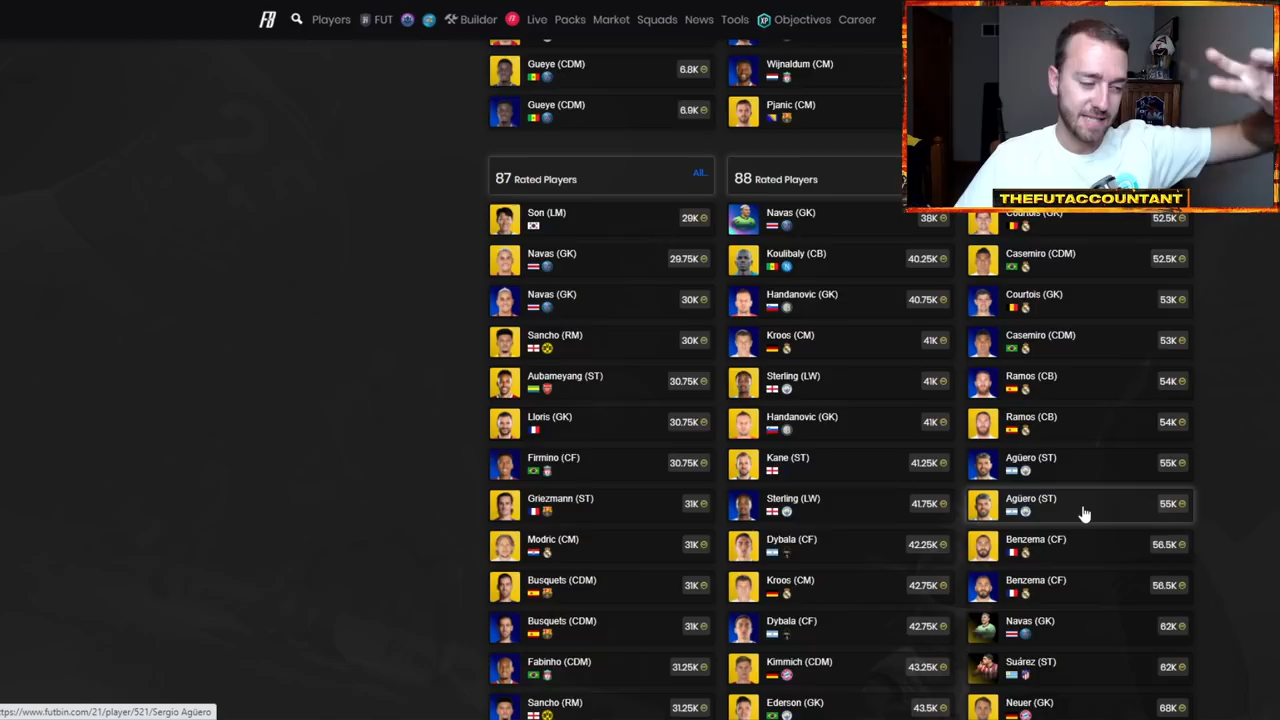 FB Players FUT Builder Live Packs Market Squads News Tools XP Objectives Career
Gueye (CDM) 6.8K
Gueye (CDM) 6.9K
Wijnaldum (CM)
Pjanic (CM)
THEFUTACCOUNTANT
87 Rated Players All..
Son (LM) 29K
Navas (GK) 29.75K
Navas (GK) 30K
Sancho (RM) 30K
Aubameyang (ST) 30.75K
Lloris (GK) 30.75K
Firmino (CF) 30.75K
Griezmann (ST) 31K
Modric (CM) 31K
Busquets (CDM) 31K
Busquets (CDM) 31K
Fabinho (CDM) 31.25K
Sancho (RM) 31.25K
88 Rated Players
Navas (GK) 38K
Koulibaly (CB) 40.25K
Handanovic (GK) 40.75K
Kroos (CM) 41K
Sterling (LW) 41K
Handanovic (GK) 41K
Kane (ST) 41.25K
Sterling (LW) 41.75K
Dybala (CF) 42.25K
Kroos (CM) 42.75K
Dybala (CF) 42.75K
Kimmich (CDM) 43.25K
Ederson (GK) 43.5K
Courtois (GK) 52.5K
Casemiro (CDM) 52.5K
Courtois (GK) 53K
Casemiro (CDM) 53K
Ramos (CB) 54K
Ramos (CB) 54K
Agüero (ST) 55K
Agüero (ST) 55K
Benzema (CF) 56.5K
Benzema (CF) 56.5K
Navas (GK) 62K
Suárez (ST) 62K
Neuer (GK) 68K
ttps://www.futbin.com/21/player/521/Sergio Agüero